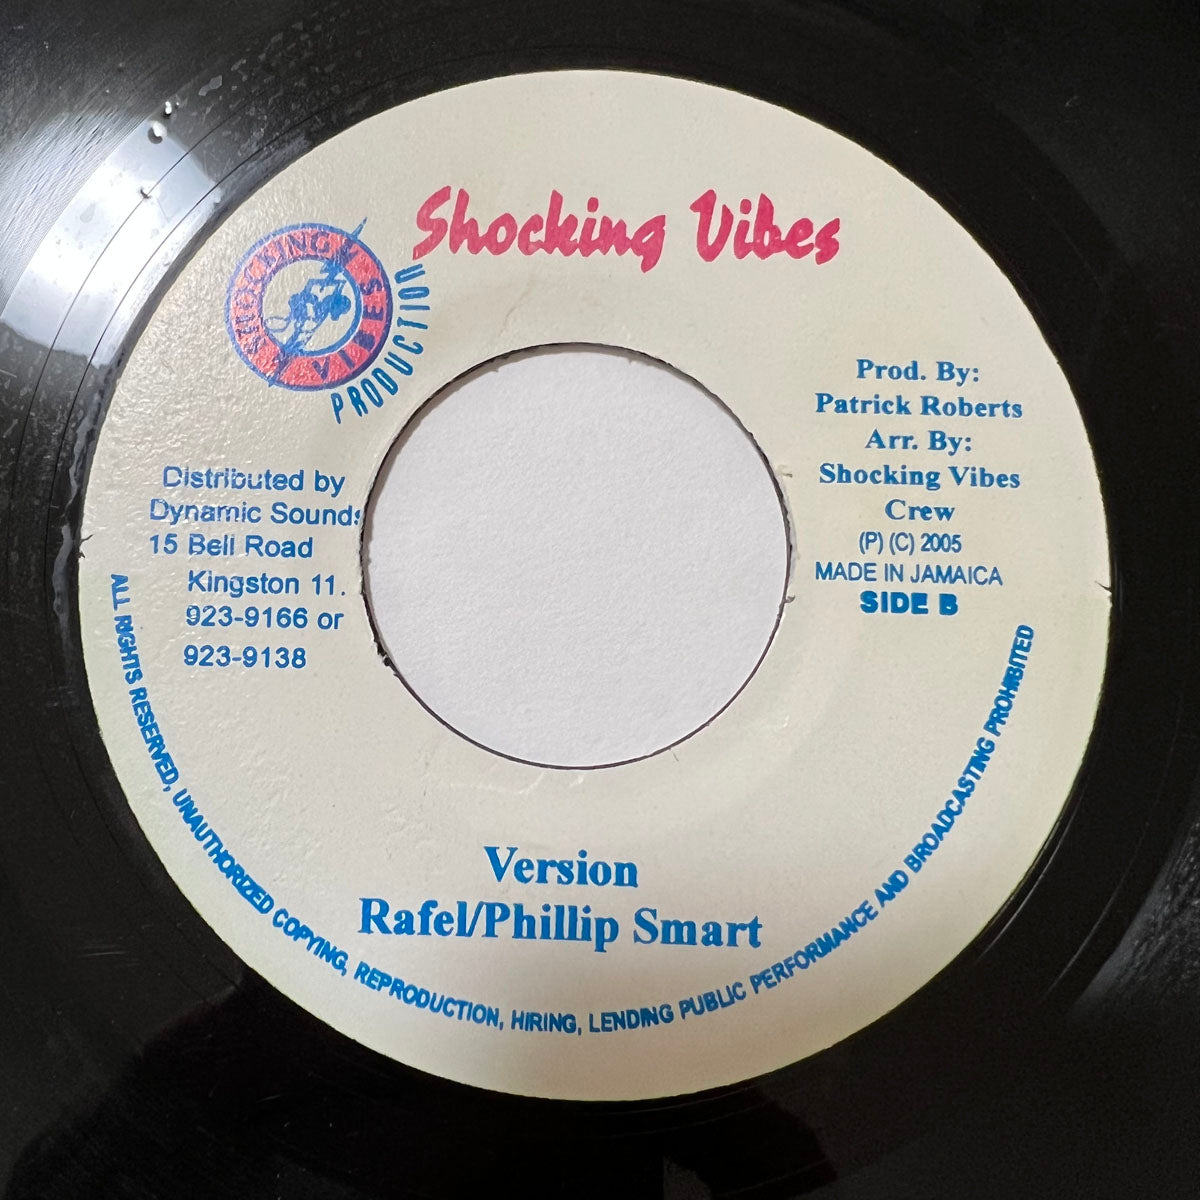 Shocking Vibes
SHOCKING VIBES
PRODUCTION
Prod. By:
Patrick Roberts
Arr. By:
Shocking Vibes
Crew
(P) (C) 2005
MADE IN JAMAICA
SIDE B
Distributed by
Dynamic Sounds
15 Bell Road
Kingston 11.
923-9166 or
923-9138
Version
Rafel/Phillip Smart
ALL RIGHTS RESERVED, UNAUTHORIZED COPYING, REPRODUCTION, HIRING, LENDING PUBLIC PERFORMANCE AND BROADCASTING PROHIBITED